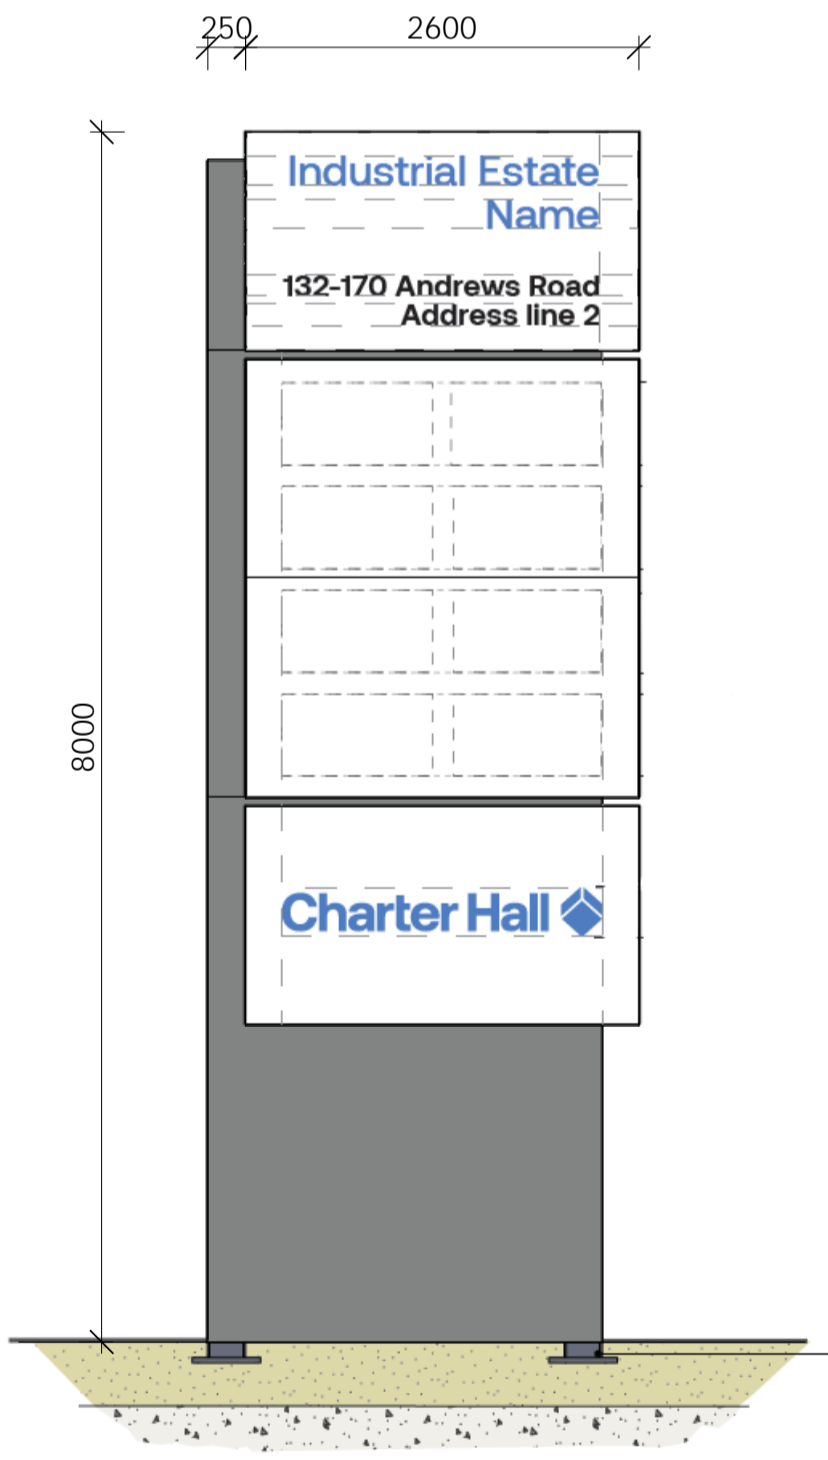 250
2600
Industrial Estate
Name
132-170 Andrews Road
Address line 2
8000
Charter Hall